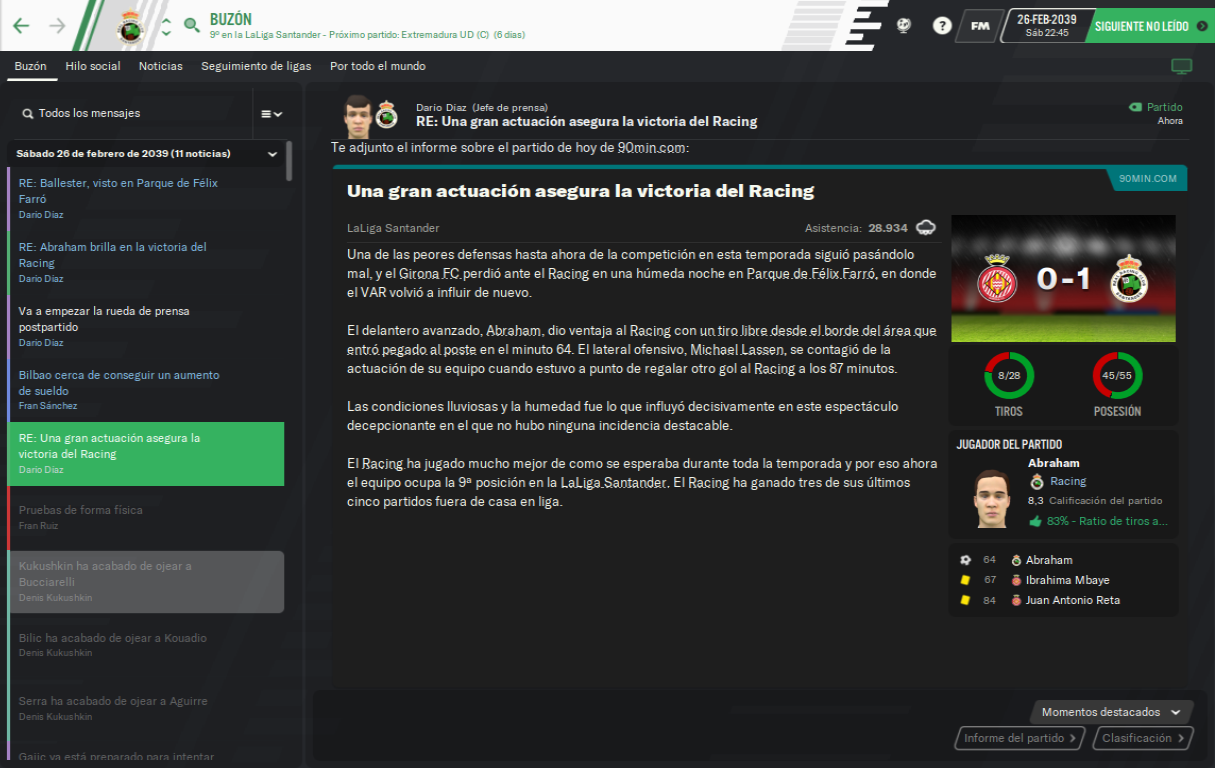 BUZÓN
9º en la LaLiga Santander - Próximo partido: Extremadura UD (C) (6 días)
?
FM
26-FEB-2039
Sáb 22:45
SIGUIENTE NO LEÍDO
Buzón Hilo social Noticias Seguimiento de ligas Por todo el mundo
Todos los mensajes
Sábado 26 de febrero de 2039 (11 noticias)
RE: Ballester, visto en Parque de Félix
Farró
Darío Díaz
RE: Abraham brilla en la victoria del
Racing
Darío Díaz
Va a empezar la rueda de prensa
postpartido
Darío Díaz
Bilbao cerca de conseguir un aumento
de sueldo
Fran Sánchez
RE: Una gran actuación asegura la
victoria del Racing
Darío Díaz
Pruebas de forma física
Fran Ruiz
Kukushkin ha acabado de ojear a
Bucciarelli
Denis Kukushkin
Bilic ha acabado de ojear a Kouadio
Denis Kukushkin
Serra ha acabado de ojear a Aguirre
Denis Kukushkin
Gajic ya está preparado para intentar
Darío Díaz (Jefe de prensa)
RE: Una gran actuación asegura la victoria del Racing
Partido
Ahora
Te adjunto el informe sobre el partido de hoy de 90min.com:
90MIN.COM
Una gran actuación asegura la victoria del Racing
LaLiga Santander
Asistencia: 28.934
Una de las peores defensas hasta ahora de la competición en esta temporada siguió pasándolo
mal, y el Girona FC perdió ante el Racing en una húmeda noche en Parque de Félix Farró, en donde
el VAR volvió a influir de nuevo.
El delantero avanzado, Abraham, dio ventaja al Racing con un tiro libre desde el borde del área que
entró pegado al poste en el minuto 64. El lateral ofensivo, Michael Lassen, se contagió de la
actuación de su equipo cuando estuvo a punto de regalar otro gol al Racing a los 87 minutos.
Las condiciones lluviosas y la humedad fue lo que influyó decisivamente en este espectáculo
decepcionante en el que no hubo ninguna incidencia destacable.
El Racing ha jugado mucho mejor de como se esperaba durante toda la temporada y por eso ahora
el equipo ocupa la 9ª posición en la LaLiga Santander. El Racing ha ganado tres de sus últimos
cinco partidos fuera de casa en liga.
0-1
8/28
TIROS
45/55
POSESIÓN
JUGADOR DEL PARTIDO
Abraham
Racing
8.3 Calificación del partido
83% - Ratio de tiros a...
64 Abraham
67 Ibrahima Mbaye
84 Juan Antonio Reta
Momentos destacados
Informe del partido
Clasificación